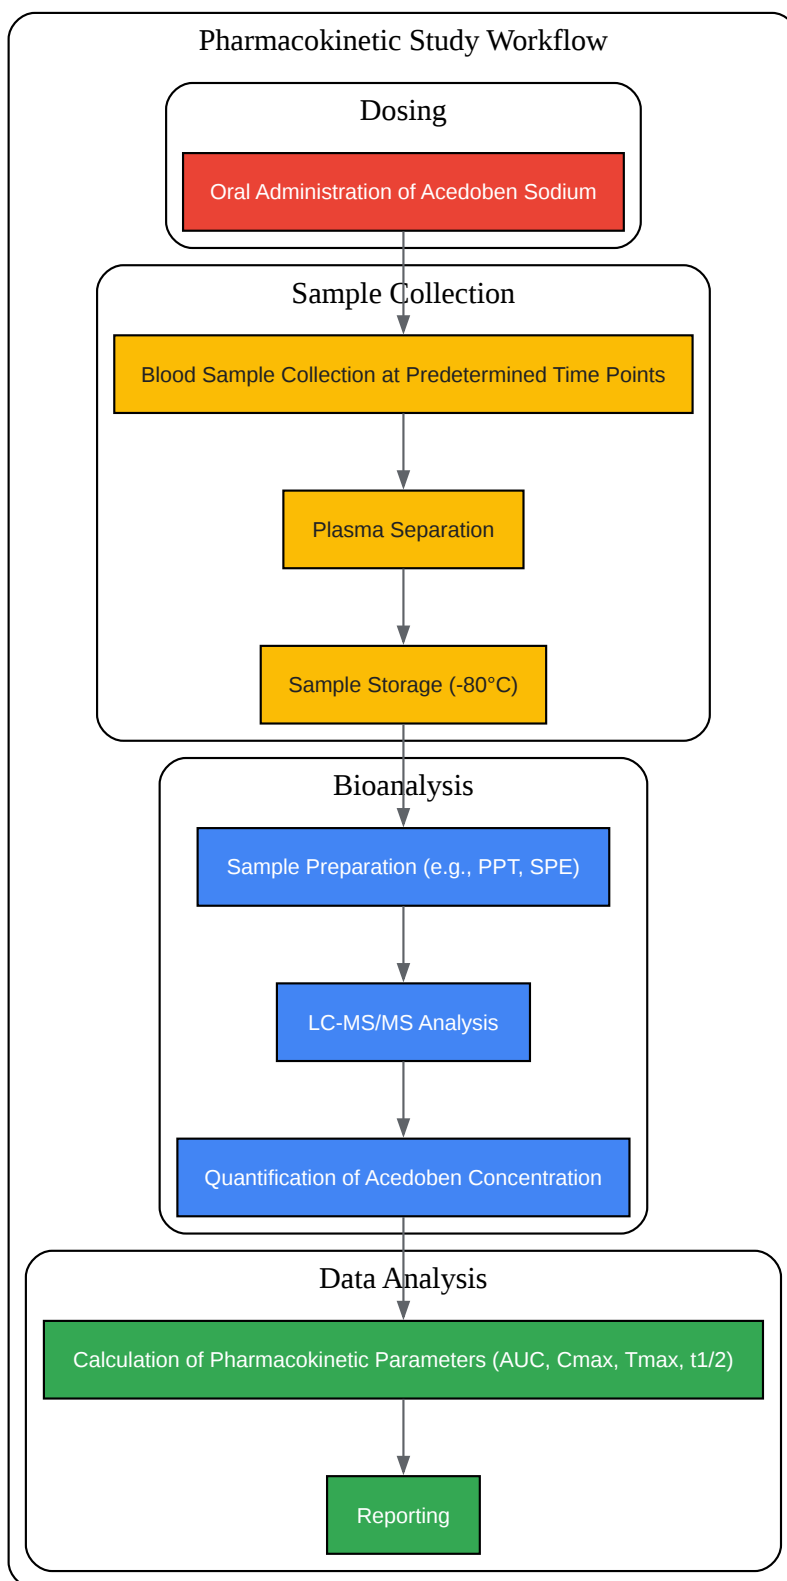 Pharmacokinetic Study Workflow
Dosing
Oral Administration of Acedoben Sodium
Sample Collection
Blood Sample Collection at Predetermined Time Points
Plasma Separation
Sample Storage (-80°C)
Bioanalysis
Sample Preparation (e.g., PPT, SPE)
LC-MS/MS Analysis
Quantification of Acedoben Concentration
Data Analysis
Calculation of Pharmacokinetic Parameters (AUC, Cmax, Tmax, t1/2)
Reporting